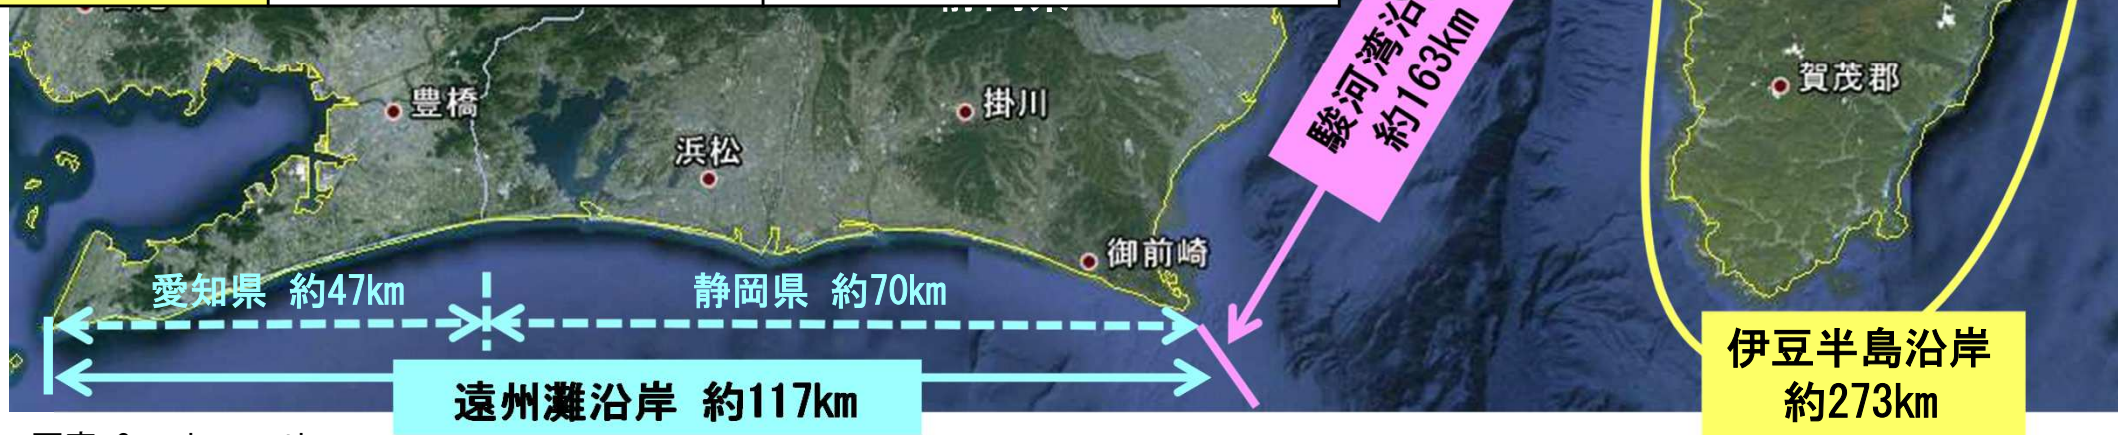 豊橋
掛川
浜松
賀茂郡
御前崎
駿河湾沿
約163km
愛知県 約47km
静岡県 約70km
遠州灘沿岸 約117km
伊豆半島沿岸
約273km